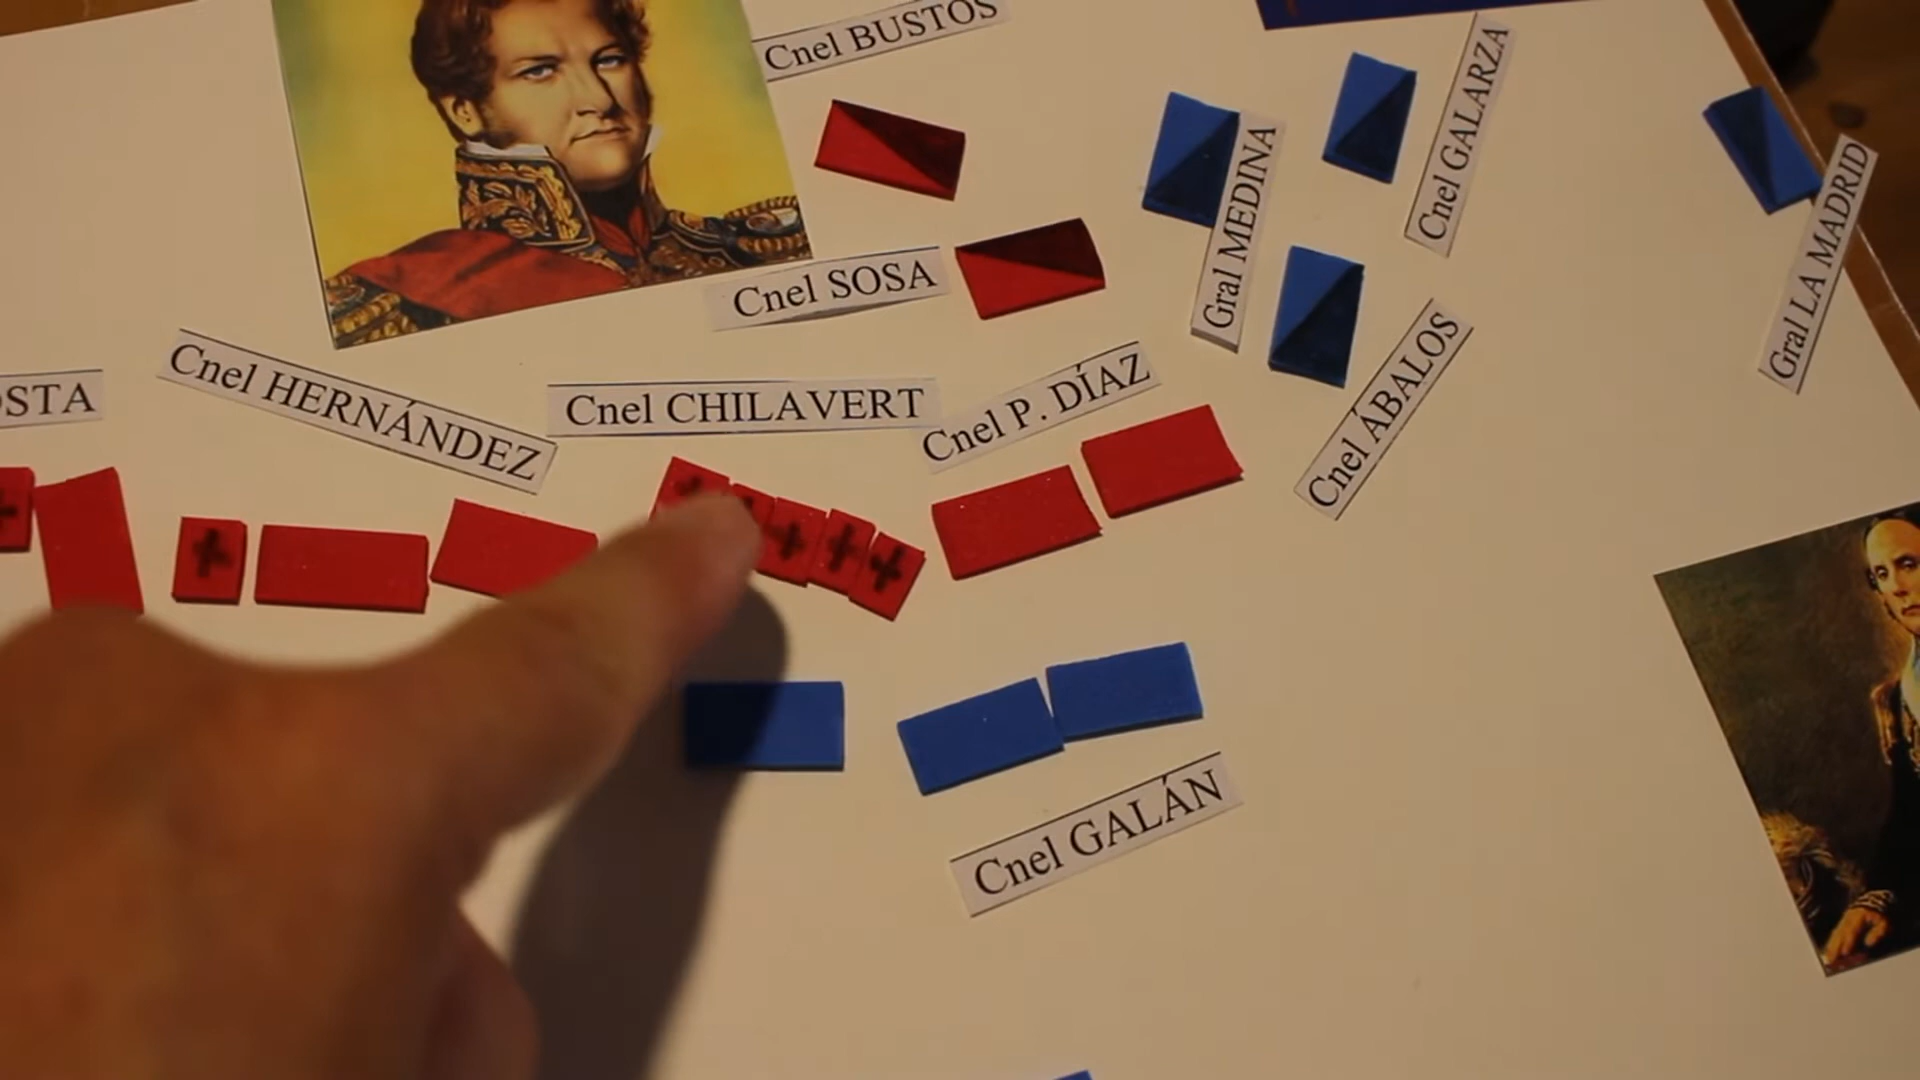 Cnel BUSTOS
Cnel GALARZA
Gral MEDINA
Gral LA MADRID
Cnel SOSA
Cnel HERNÁNDEZ
Cnel CHILAVERT
Cnel P. DÍAZ
Cnel ÁBALOS
Cnel GALÁN